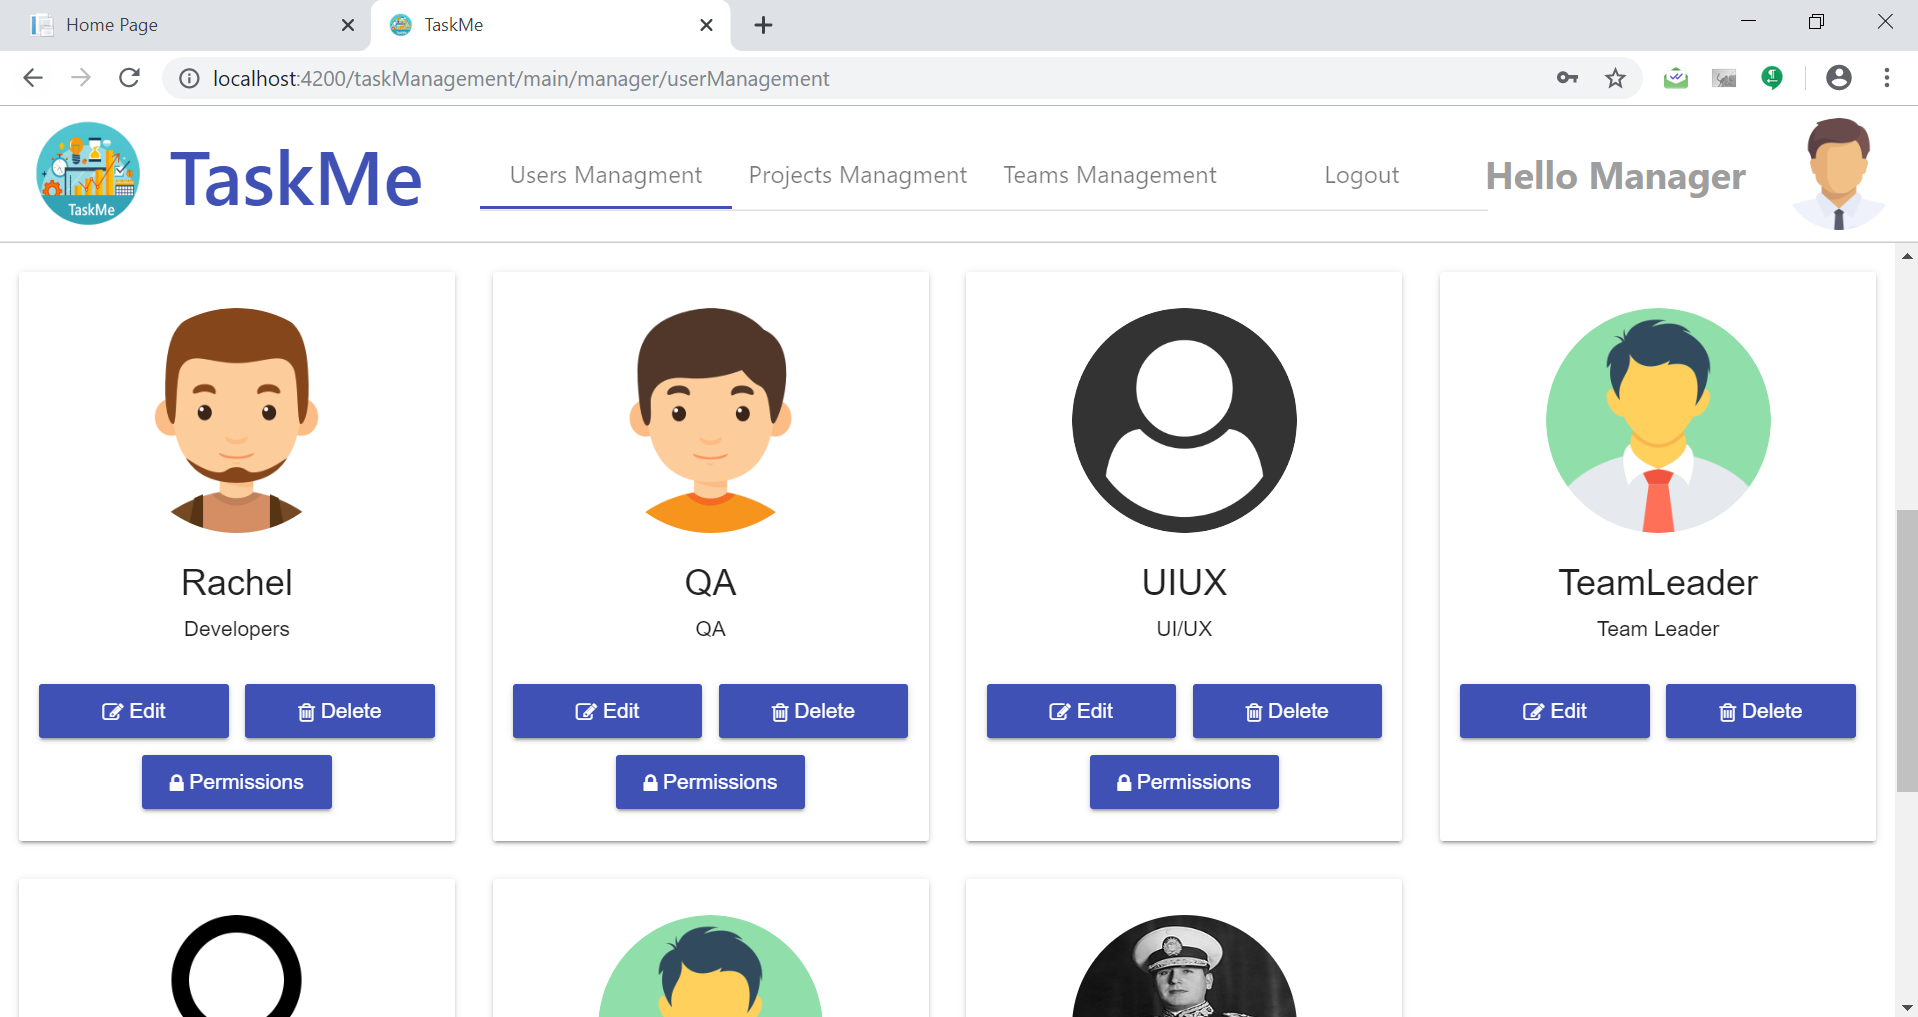 Home Page
TaskMe
localhost:4200/taskManagement/main/manager/userManagement
TaskMe
TaskMe
Users Managment
Projects Managment
Teams Management
Logout
Hello Manager
Rachel
Developers
Edit
Delete
Permissions
QA
QA
Edit
Delete
Permissions
UIUX
UI/UX
Edit
Delete
Permissions
TeamLeader
Team Leader
Edit
Delete